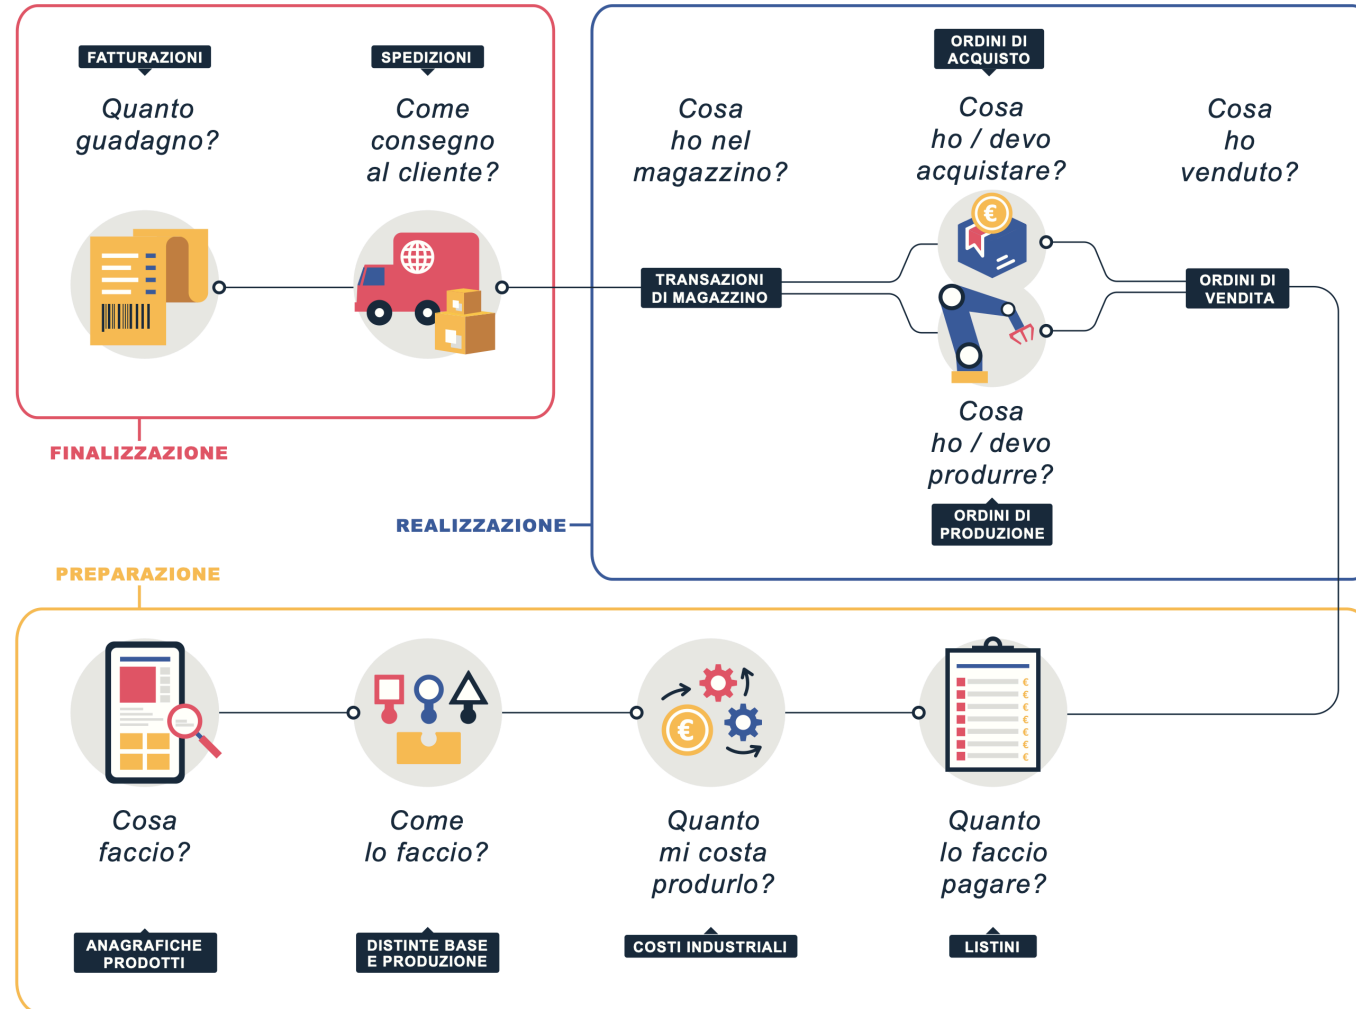 FATTURAZIONI
Quanto
guadagno?
SPEDIZIONI
Come
consegno
al cliente?
FINALIZZAZIONE
Cosa
ho nel
magazzino?
TRANSAZIONI
DI MAGAZZINO
ORDINI DI
ACQUISTO
Cosa
ho / devo
acquistare?
€
Cosa
ho / devo
produrre?
ORDINI DI
PRODUZIONE
Cosa
ho
venduto?
ORDINI DI
VENDITA
REALIZZAZIONE
PREPARAZIONE
Cosa
faccio?
ANAGRAFICHE
PRODOTTI
Come
lo faccio?
DISTINTE BASE
E PRODUZIONE
€
Quanto
mi costa
produrlo?
COSTI INDUSTRIALI
€
€
€
€
€
€
€
Quanto
lo faccio
pagare?
LISTINI